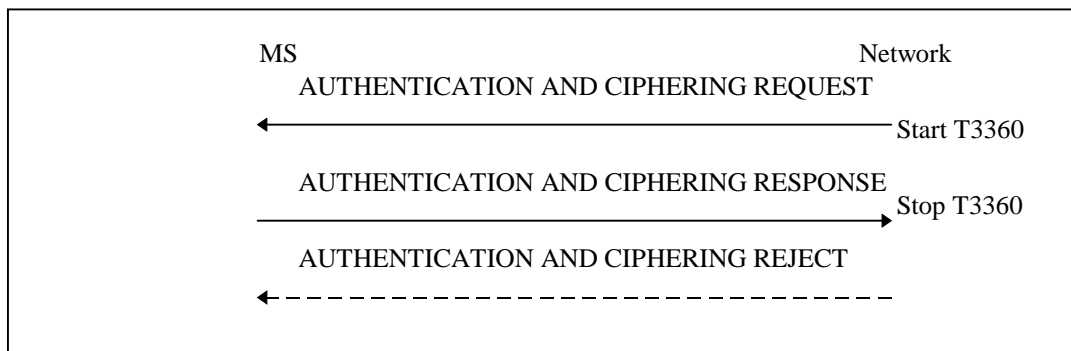 MS Network
AUTHENTICATION AND CIPHERING REQUEST
Start T3360
AUTHENTICATION AND CIPHERING RESPONSE
Stop T3360
AUTHENTICATION AND CIPHERING REJECT